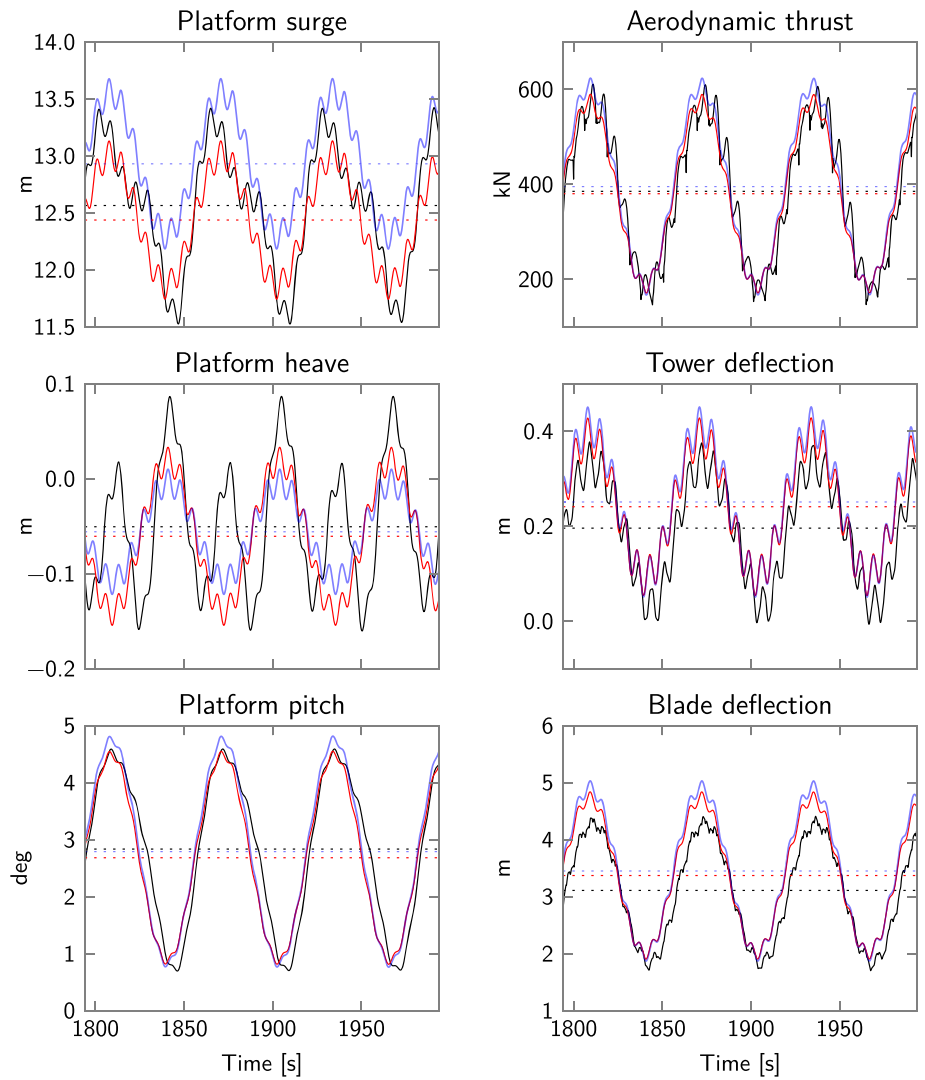 Platform surge
Aerodynamic thrust
14.0
13.5
13.0
12.5
12.0
11.5
m
600
400
200
kN
Platform heave
Tower deflection
0.1
0.0
−0.1
−0.2
m
0.4
0.2
0.0
m
Platform pitch
Blade deflection
5
4
3
2
1
0
deg
6
5
4
3
2
1
m
1800 1850 1900 1950
1800 1850 1900 1950
Time [s]
Time [s]